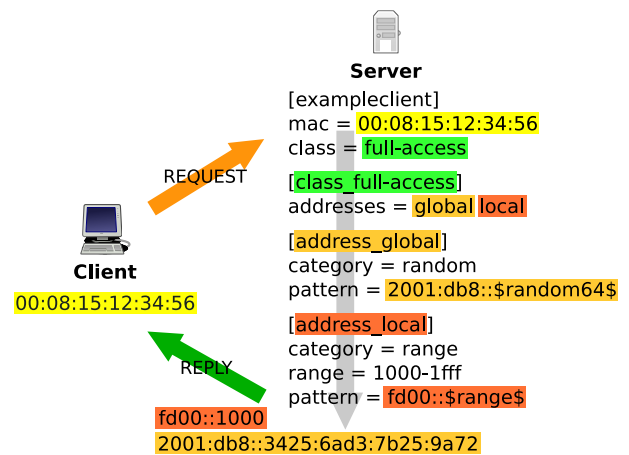 Server
[exampleclient]
mac = 00:08:15:12:34:56
class = full-access
[class_full-access]
addresses = global local
[address_global]
category = random
pattern = 2001:db8::$random64$
[address_local]
category = range
range = 1000-1fff
pattern = fd00::$range$
REQUEST
Client
00:08:15:12:34:56
REPLY
fd00::1000
2001:db8::3425:6ad3:7b25:9a72